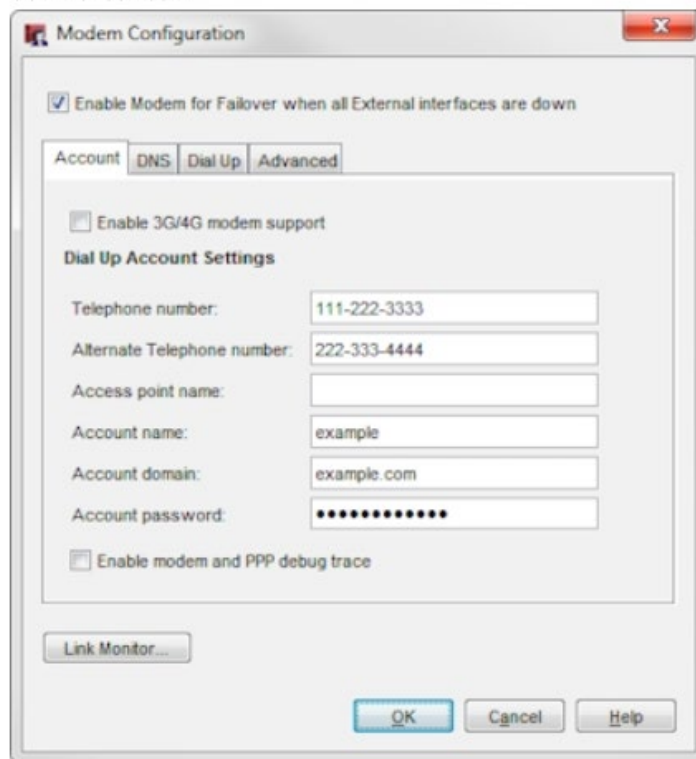 Modem Configuration
Enable Modem for Failover when all External interfaces are down
Account DNS Dial Up Advanced
Enable 3G/4G modem support
Dial Up Account Settings
Telephone number: 111-222-3333
Alternate Telephone number: 222-333-4444
Access point name:
Account name: example
Account domain: example.com
Account password: ●●●●●●●●●●●●
Enable modem and PPP debug trace
Link Monitor...
OK Cancel Help